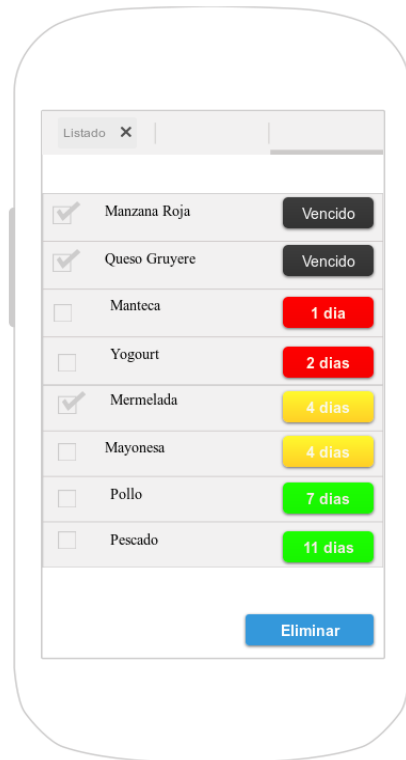 Listado
Manzana Roja Vencido
Queso Gruyere Vencido
Manteca 1 dia
Yogourt 2 dias
Mermelada 4 dias
Mayonesa 4 dias
Pollo 7 dias
Pescado 11 dias
Eliminar